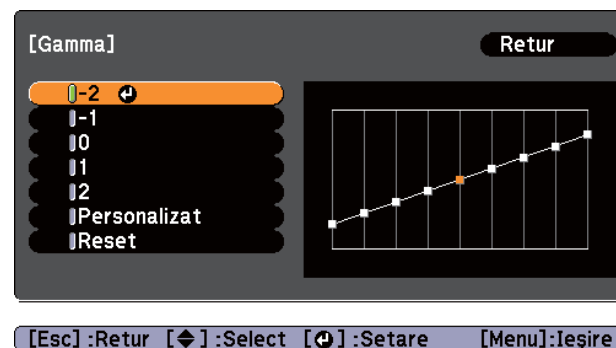 [Gamma]
Retur
-2
-1
0
1
2
Personalizat
Reset
[Esc] :Retur [◆] :Select [↵] :Setare [Menu]:Ieşire